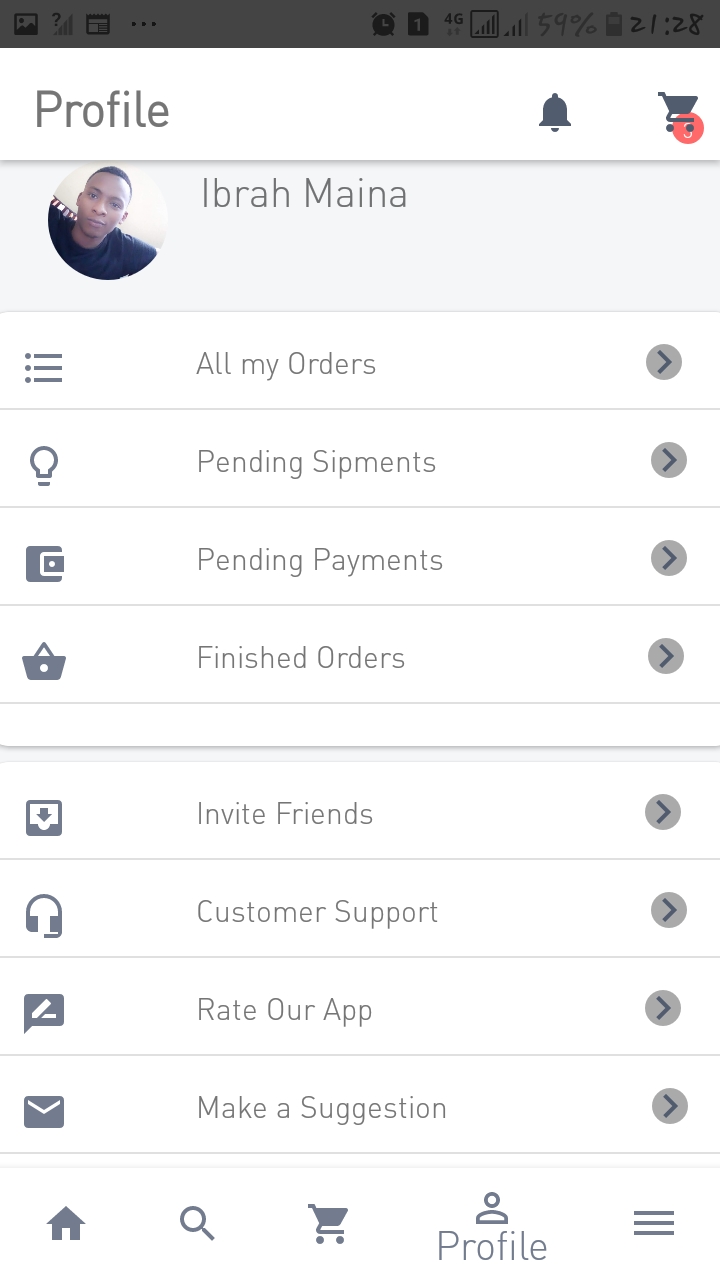 ? 1 4G 59% 21:28
Profile
3
Ibrah Maina
All my Orders
Pending Sipments
Pending Payments
Finished Orders
Invite Friends
Customer Support
Rate Our App
Make a Suggestion
Profile